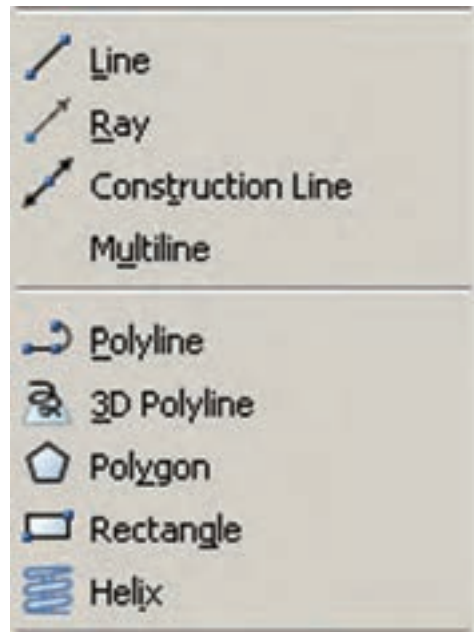 Line
Ray
Construction Line
Multiline
Polyline
3D Polyline
Polygon
Rectangle
Helix